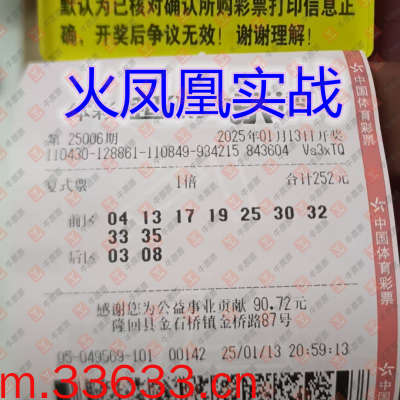 默认为已核对确认所购彩票打印信息正
确、开奖后争议无效！谢谢理解！
火凤凰实战
第 25006期 2025年01月13日开奖
110430-128861-110849-934215 843604 Vs3xTQ
复式票 1倍 合计252元
前区 04 13 17 19 25 30 32
33 35
后区 03 08
感谢您为公益事业贡献 90.72元
隆回县金石桥镇金桥路87号
05-049569-101 00142 25/01/13 20:59:13
m.33633.cn
中国体育彩票
中国体育彩票